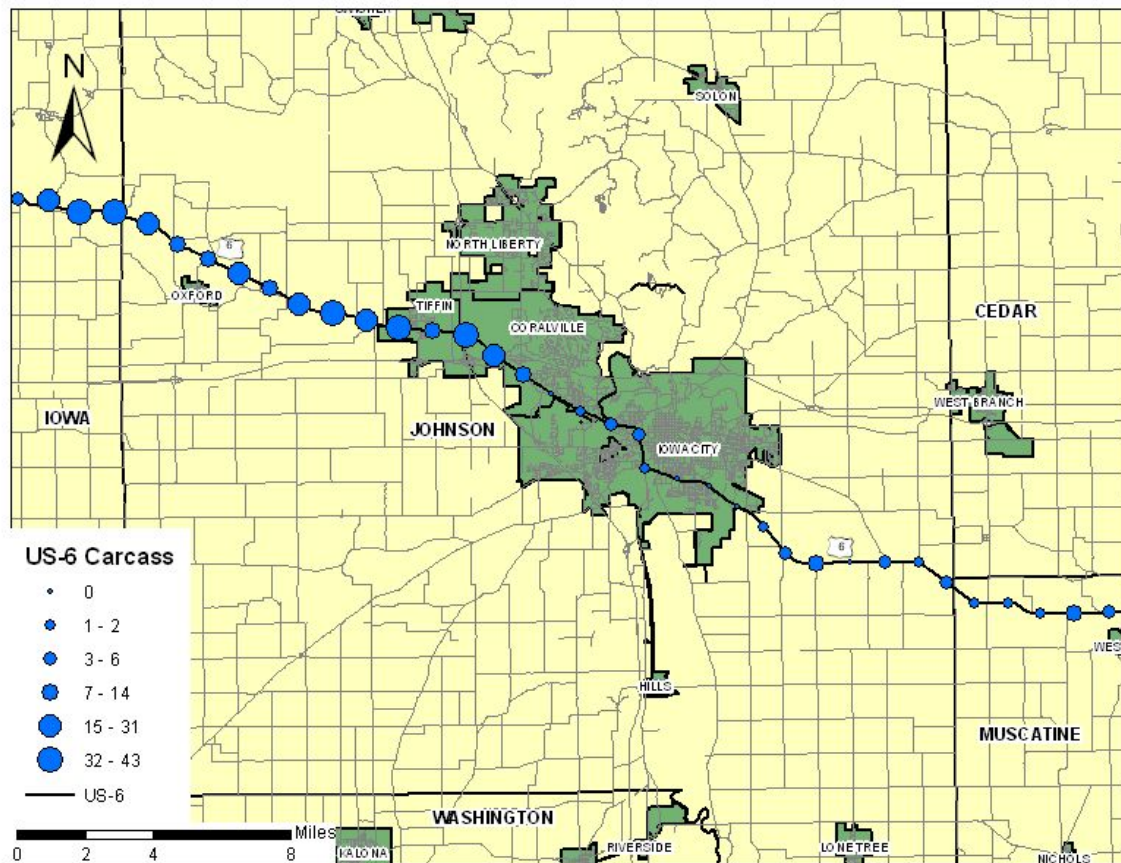 N
SOLON
6
NORTH LIBERTY
OXFORD
TIFFIN
CORALVILLE
CEDAR
WEST BRANCH
IOWA
JOHNSON
IOWA CITY
6
US-6 Carcass
0
1 - 2
3 - 6
7 - 14
15 - 31
32 - 43
US-6
WES
HILLS
MUSCATINE
WASHINGTON
Miles
0 2 4 8
KALONA
RIVERSIDE
LONE TREE
NICHOLS